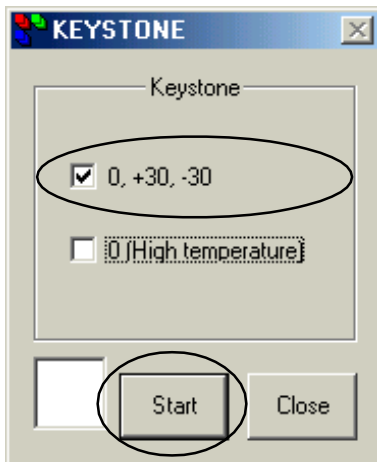 KEYSTONE
Keystone
0, +30, -30
0 (High temperature)
Start Close